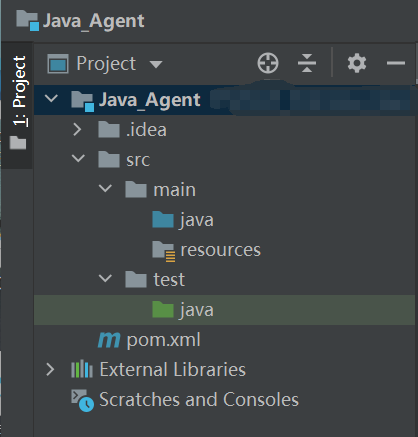 Java_Agent
1: Project
Project
Java_Agent
.idea
src
main
java
resources
test
java
pom.xml
External Libraries
Scratches and Consoles